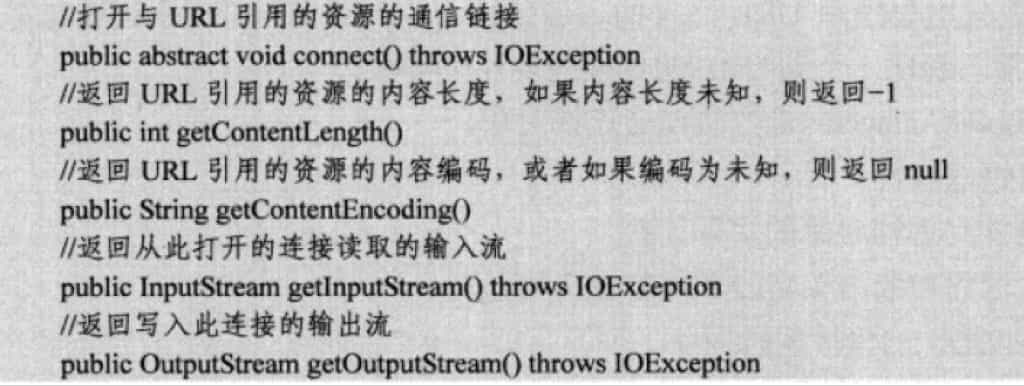 //打开与 URL 引用的资源的通信链接
public abstract void connect() throws IOException
//返回 URL 引用的资源的内容长度，如果内容长度未知，则返回-1
public int getContentLength()
//返回 URL 引用的资源的内容编码，或者如果编码为未知，则返回 null
public String getContentEncoding()
//返回从此打开的连接读取的输入流
public InputStream getInputStream() throws IOException
//返回写入此连接的输出流
public OutputStream getOutputStream() throws IOException